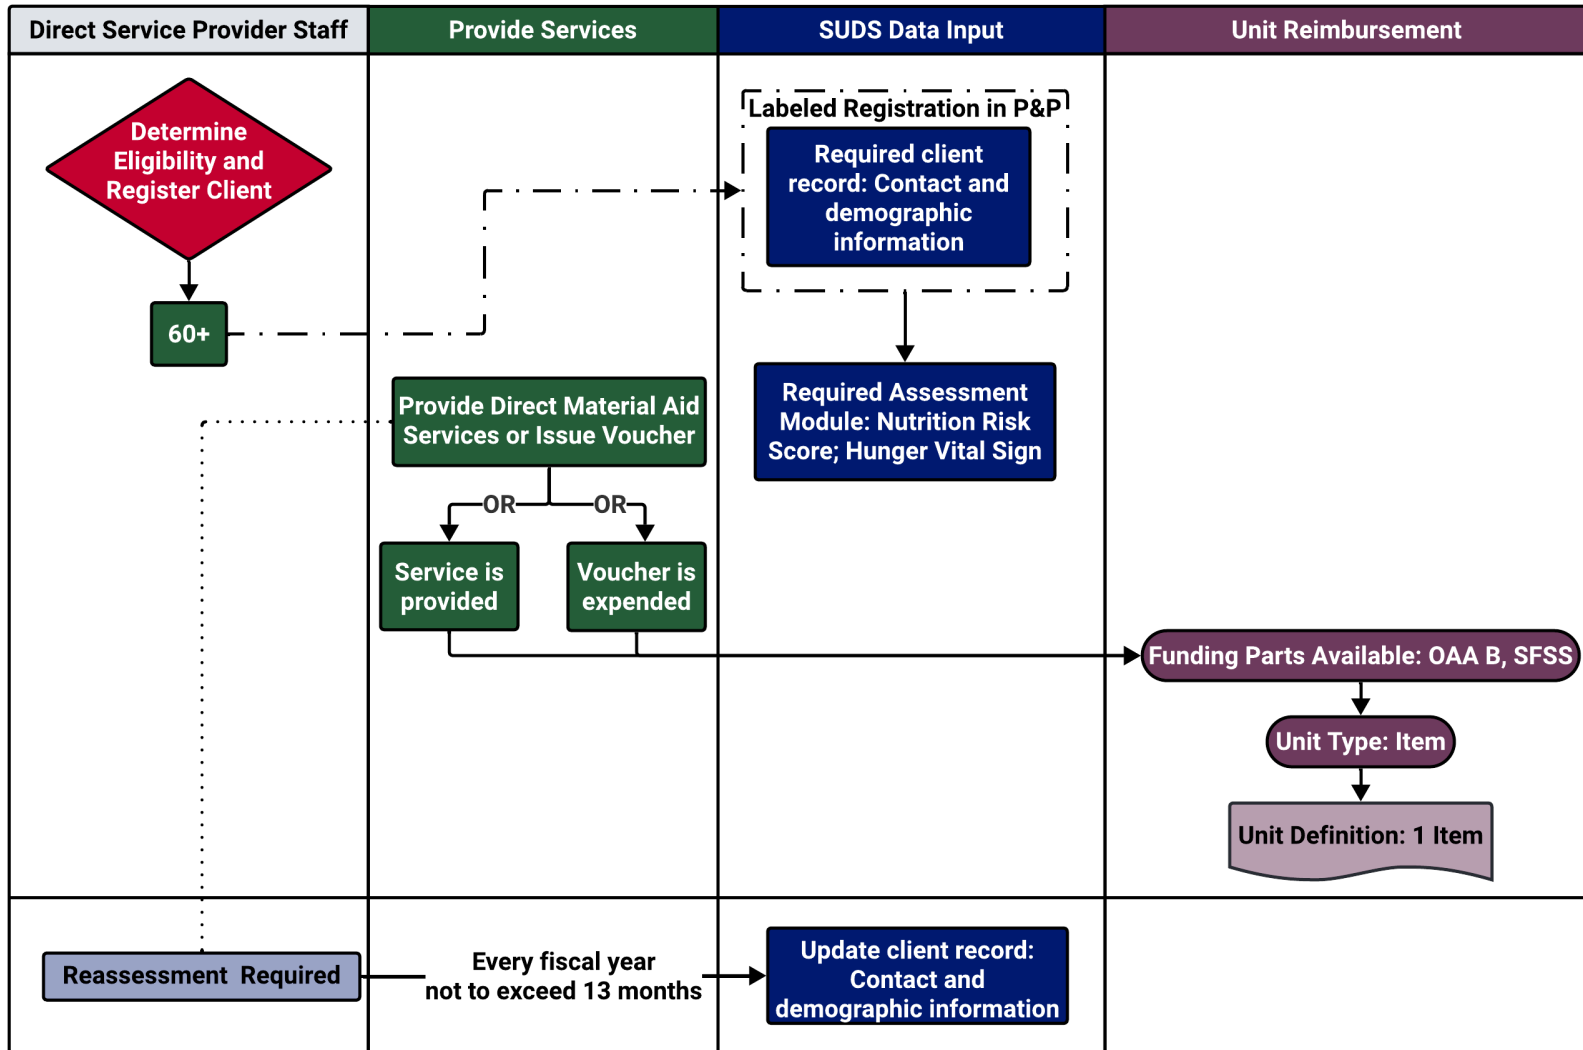 Direct Service Provider Staff
Provide Services
SUDS Data Input
Unit Reimbursement
Determine
Eligibility and
Register Client
60+
Labeled Registration in P&P
Required client
record: Contact and
demographic
information
Provide Direct Material Aid
Services or Issue Voucher
Required Assessment
Module: Nutrition Risk
Score; Hunger Vital Sign
OR
OR
Service is
provided
Voucher is
expended
Funding Parts Available: OAA B, SFSS
Unit Type: Item
Unit Definition: 1 Item
Reassessment Required
Every fiscal year
not to exceed 13 months
Update client record:
Contact and
demographic information